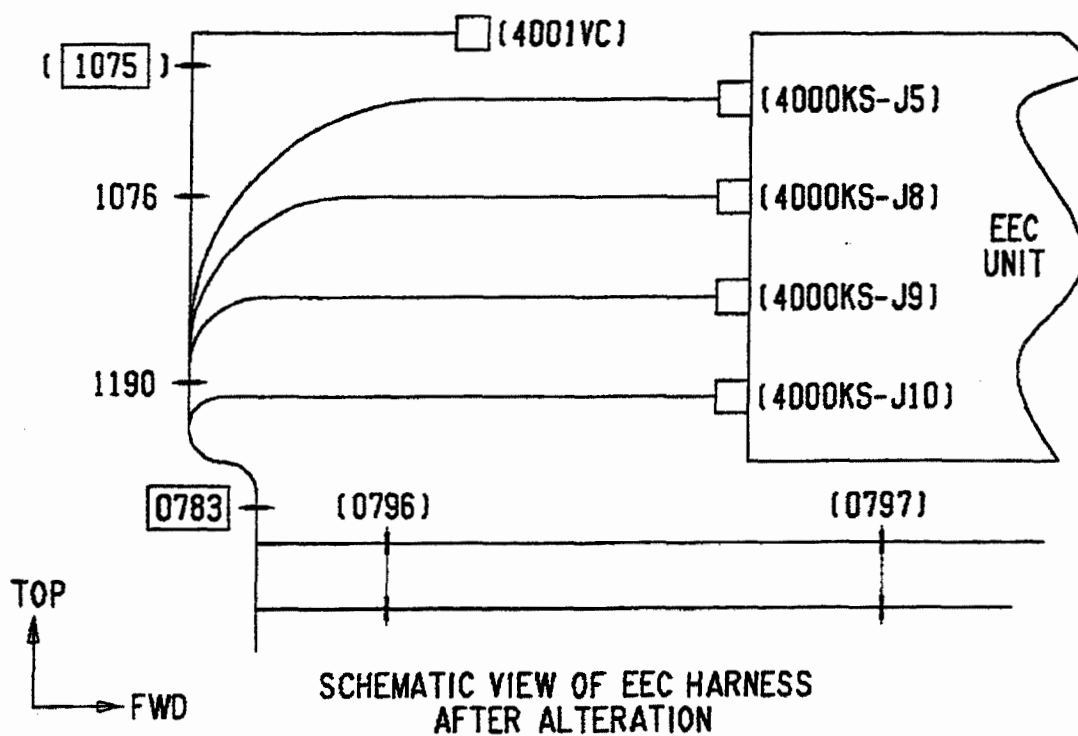 (4001VC)
( 1075 )
(4000KS-J5)
1076
(4000KS-J8)
EEC
UNIT
(4000KS-J9)
1190
(4000KS-J10)
0783
(0796)
(0797)
TOP
FWD
SCHEMATIC VIEW OF EEC HARNESS
AFTER ALTERATION